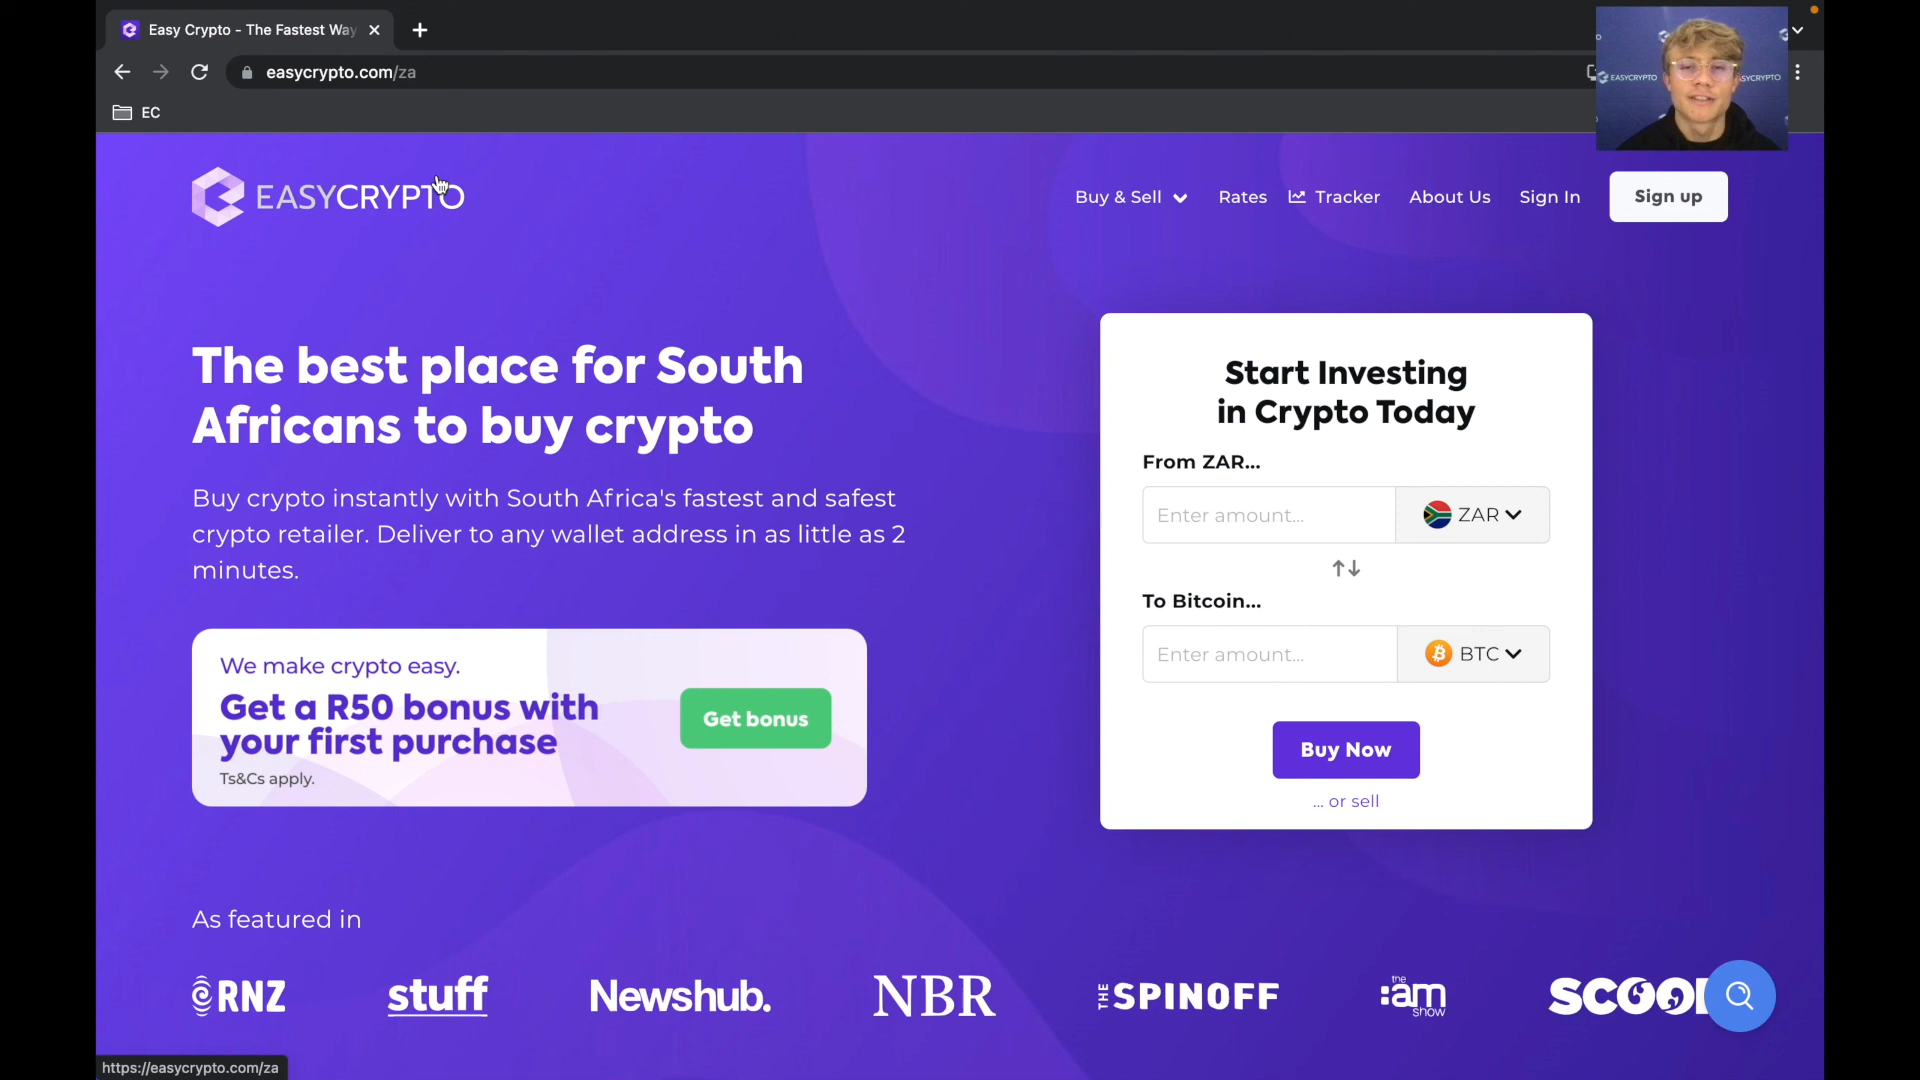 Easy Crypto - The Fastest Way
easycrypto.com/za
EC
EASYCRYPTO
EASYCRYPTO
Buy & Sell
Rates
Tracker
About Us
Sign In
Sign up
The best place for South
Africans to buy crypto
Buy crypto instantly with South Africa's fastest and safest
crypto retailer. Deliver to any wallet address in as little as 2
minutes.
We make crypto easy.
Get a R50 bonus with
your first purchase
Ts&Cs apply.
Get bonus
Start Investing
in Crypto Today
From ZAR...
Enter amount...
ZAR
To Bitcoin...
Enter amount...
BTC
Buy Now
... or sell
As featured in
RNZ
stuff
Newshub.
NBR
THE SPINOFF
the :am show
https://easycrypto.com/za